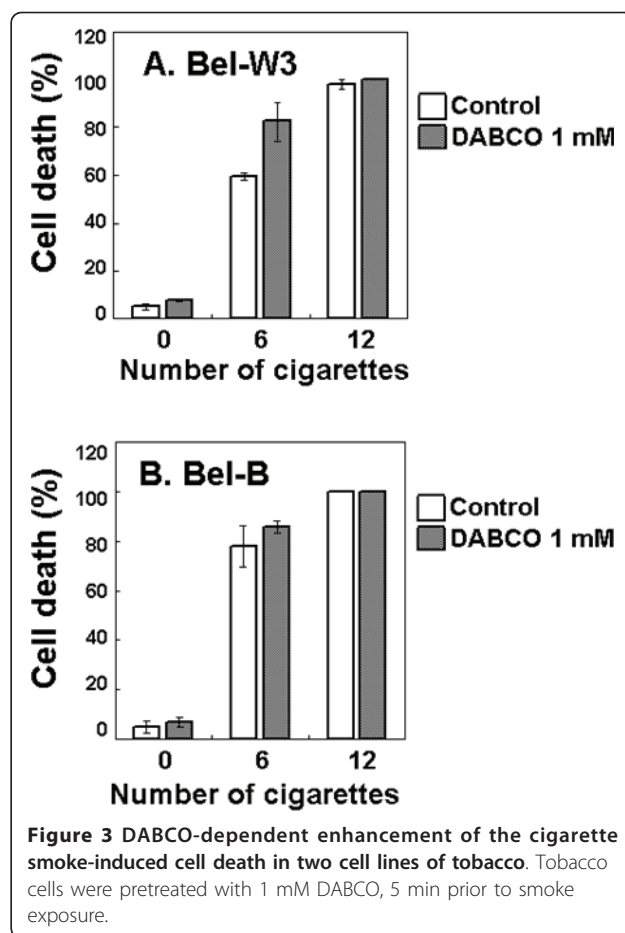 120
100
80
60
40
20
0
Cell death (%)
A. Bel-W3
Control
DABCO 1 mM
0 6 12
Number of cigarettes
120
100
80
60
40
20
0
Cell death (%)
B. Bel-B
Control
DABCO 1 mM
0 6 12
Number of cigarettes
Figure 3 DABCO-dependent enhancement of the cigarette
smoke-induced cell death in two cell lines of tobacco. Tobacco
cells were pretreated with 1 mM DABCO, 5 min prior to smoke
exposure.